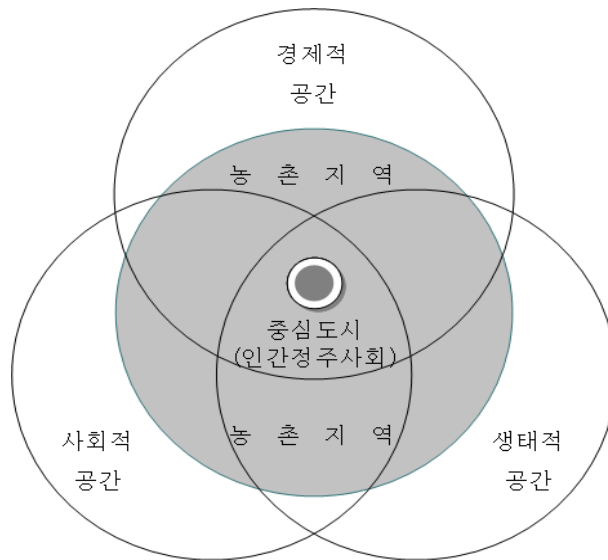 경제적
공간
농 촌 지 역
중심도시
(인간정주사회)
농 촌 지 역
사회적
공간
생태적
공간